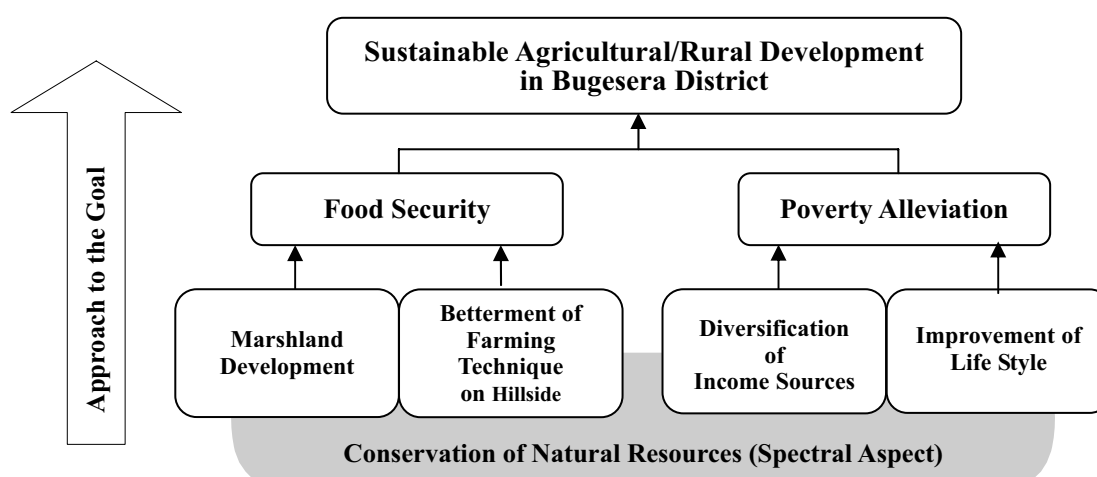 Sustainable Agricultural/Rural Development
in Bugesera District
Approach to the Goal
Food Security
Poverty Alleviation
Marshland
Development
Betterment of
Farming
Technique
on Hillside
Diversification
of
Income Sources
Improvement of
Life Style
Conservation of Natural Resources (Spectral Aspect)